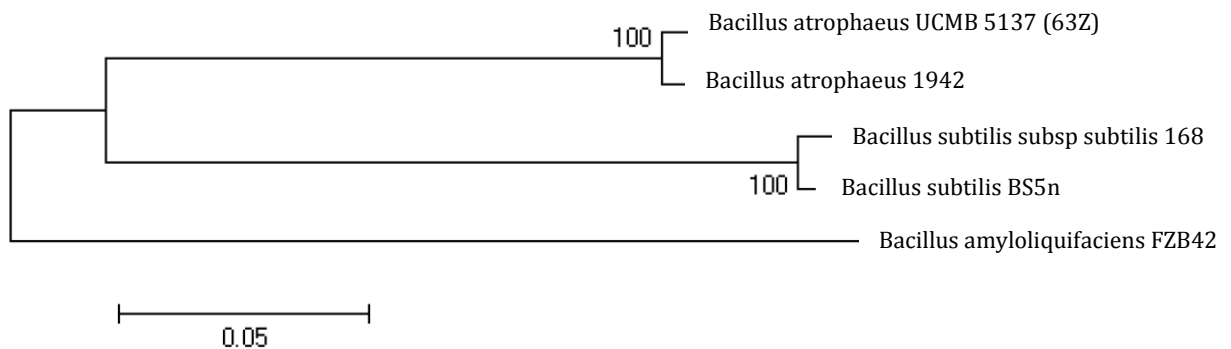 Bacillus atrophaeus UCMB 5137 (63Z)
100
Bacillus atrophaeus 1942
Bacillus subtilis subsp subtilis 168
100
Bacillus subtilis BS5n
Bacillus amyloliquifaciens FZB42
0.05